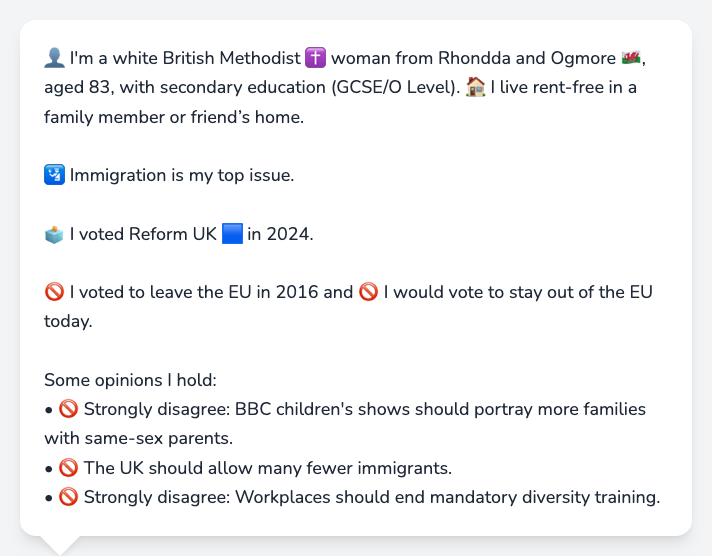 👤 I'm a white British Methodist ✝️ woman from Rhondda and Ogmore 🏴󠁧󠁢󠁷󠁬󠁳󠁿,
aged 83, with secondary education (GCSE/O Level). 🏠 I live rent-free in a
family member or friend’s home.
🛂 Immigration is my top issue.
🗳️ I voted Reform UK 🟦 in 2024.
🚫 I voted to leave the EU in 2016 and 🚫 I would vote to stay out of the EU
today.
Some opinions I hold:
• 🚫 Strongly disagree: BBC children's shows should portray more families
with same-sex parents.
• 🚫 The UK should allow many fewer immigrants.
• 🚫 Strongly disagree: Workplaces should end mandatory diversity training.